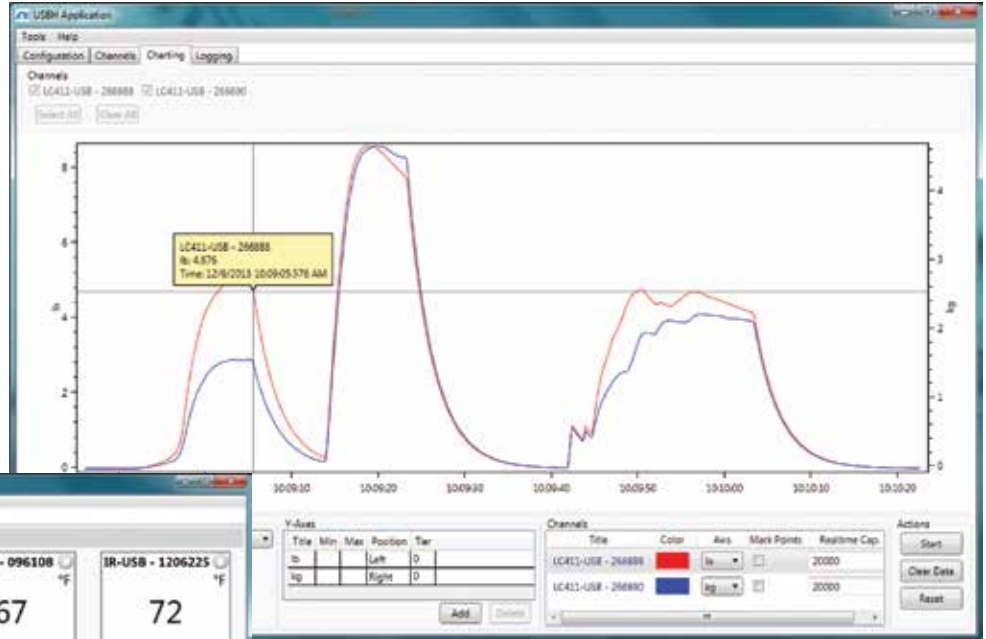 USBH Application
Tools Help
Configuration Channels Charting Logging
Channels
LC411-USB - 266888 LC411-USB - 266890
Select All Clear All
8
6
4
2
0
lb
4
3
2
1
0
kg
LC411-USB - 266888
lb: 4.676
Time: 12/6/2013 10:09:05.576 AM
10:09:10 10:09:20 10:09:30 10:09:40 10:09:50 10:10:00 10:10:10 10:10:20
Y-Axes
Title Min Max Position Tier
lb Left 0
kg Right 0
Add Delete
Channels
Title Color Axis Mark Points Realtime Cap
LC411-USB - 266888 lb 20000
LC411-USB - 266890 kg 20000
Actions
Start
Clear Data
Reset
- 096108 IR-USB - 1206225
°F °F
67 72